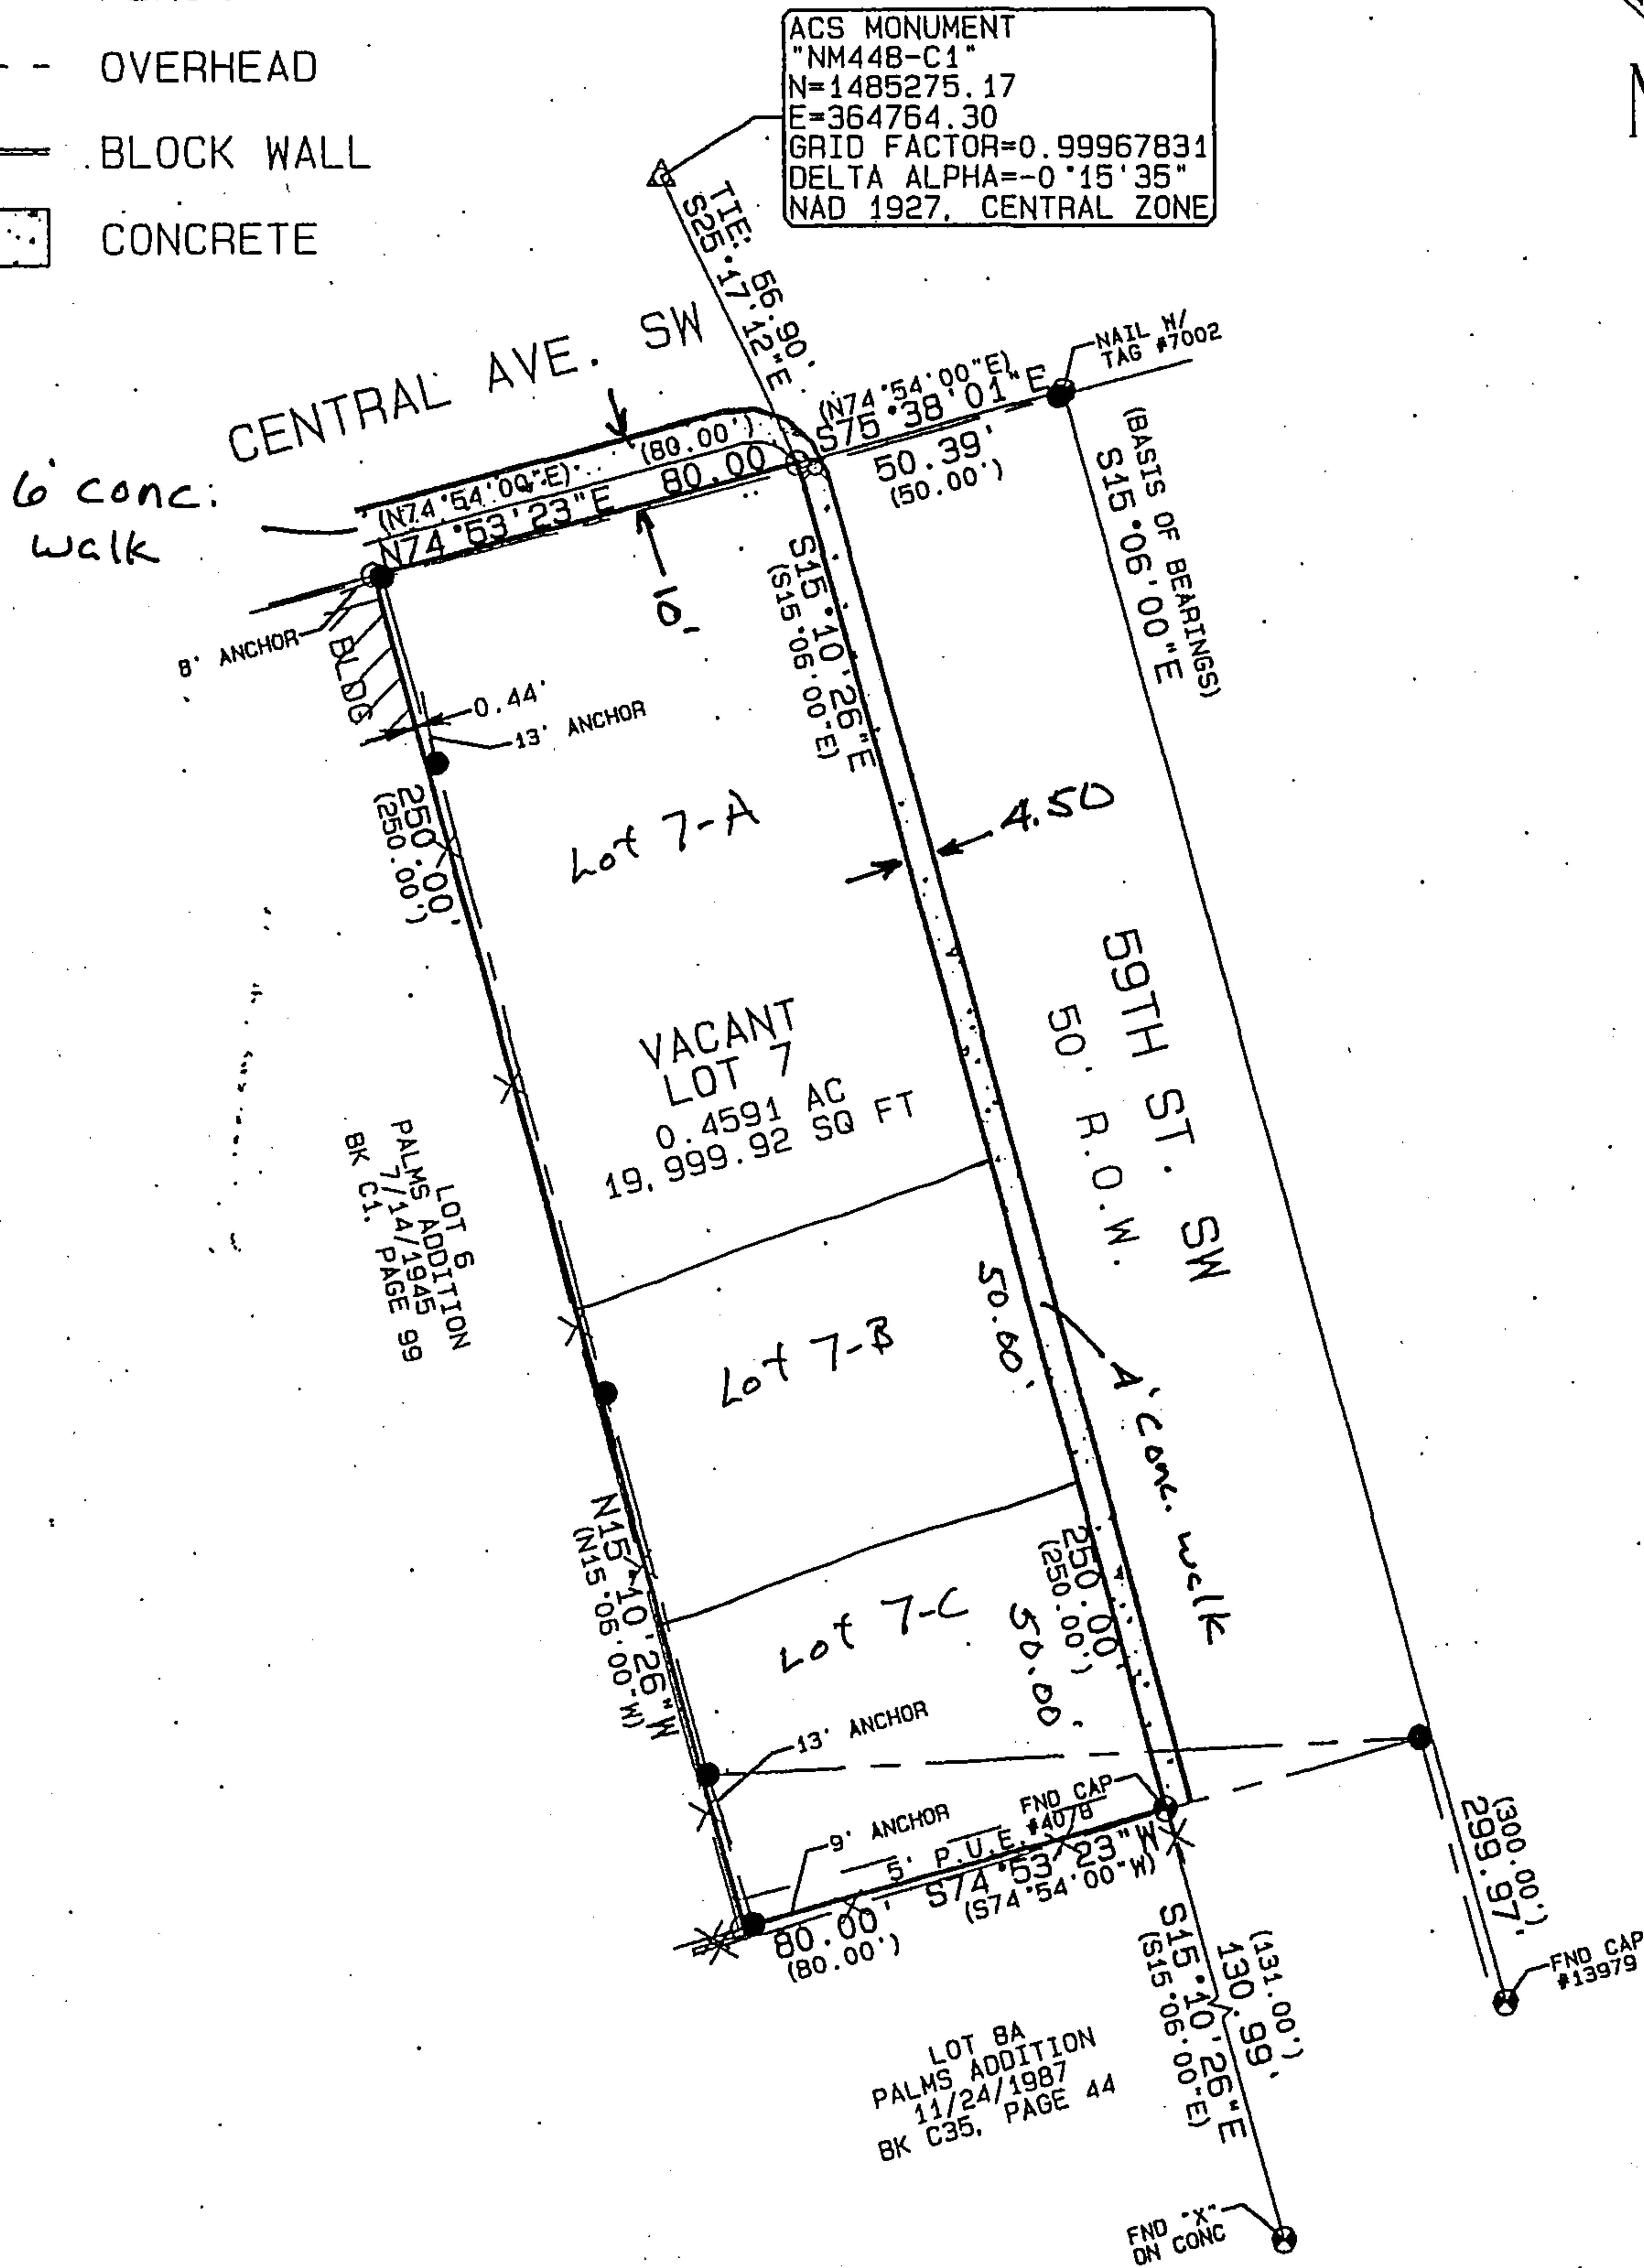 OVERHEAD
BLOCK WALL
CONCRETE
ACS MONUMENT
"NM448-C1"
N=1485275.17
E=364764.30
GRID FACTOR=0.99967831
DELTA ALPHA=-0°15'35"
NAD 1927, CENTRAL ZONE
TIE: 56.90'
S25°17'12"E
CENTRAL AVE. SW
NAIL W/
TAG #7002
(N74°54'00"E)
S75°38'01"E
50.39'
(50.00')
(BASIS OF BEARINGS)
S15°06'00"E
6' conc.
walk
(N74°54'00"E) (80.00')
N74°53'23"E 80.00
10'
8' ANCHOR
BLDG
0.44'
13' ANCHOR
S15°10'26"E
(S15°06'00"E)
250.00'
(250.00')
Lot 7-A
4.50
VACANT
LOT 7
0.4591 AC
19,999.92 SQ FT
59TH ST. SW
50' R.O.W.
LOT 6
PALMS ADDITION
7/14/1945
BK C1, PAGE 99
Lot 7-B
50.00'
4' conc. walk
N15°10'26"W
(N15°06'00"W)
250.00'
(250.00')
Lot 7-C
50.00'
13' ANCHOR
FND CAP
#4078
9' ANCHOR
5' P.U.E.
S74°53'23"W
(S74°54'00"W)
80.00'
(80.00')
(300.00')
299.97'
FND CAP
#13979
(131.00')
130.99'
S15°10'26"E
(S15°06'00"E)
LOT 8A
PALMS ADDITION
11/24/1987
BK C35, PAGE 44
FND "X"
ON CONC